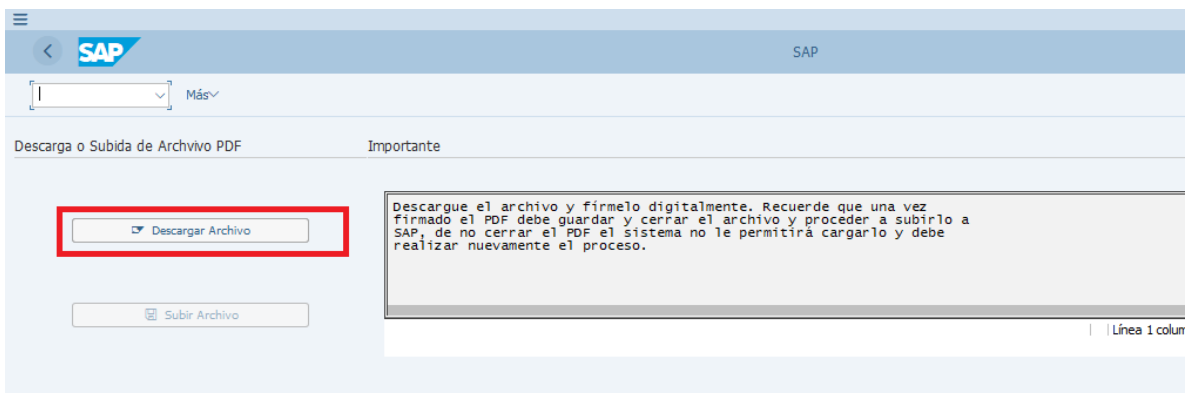 SAP
SAP
Más
Descarga o Subida de Archvivo PDF
Importante
Descargar Archivo
Subir Archivo
Descargue el archivo y fírmelo digitalmente. Recuerde que una vez
firmado el PDF debe guardar y cerrar el archivo y proceder a subirlo a
SAP, de no cerrar el PDF el sistema no le permitirá cargarlo y debe
realizar nuevamente el proceso.
Línea 1 colum